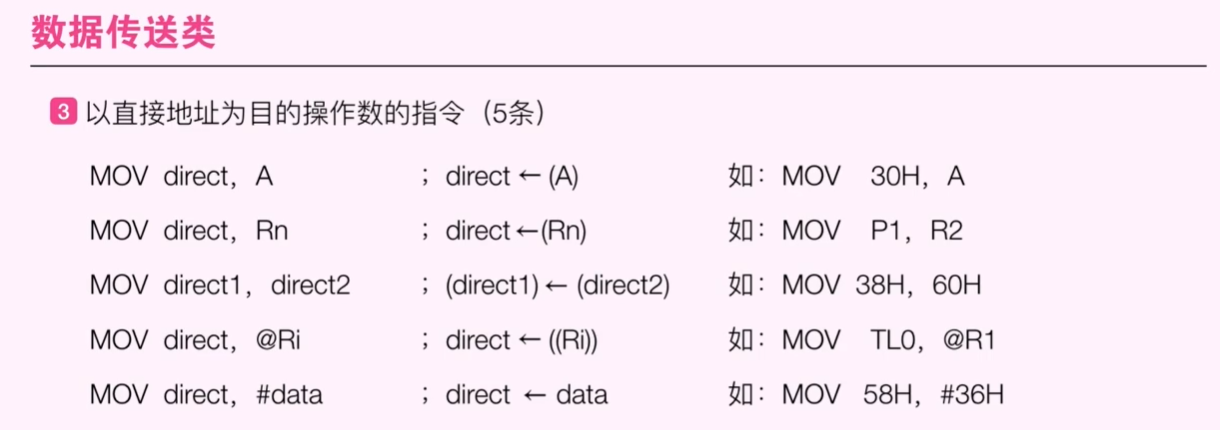 数据传送类
3 以直接地址为目的操作数的指令（5条）
MOV direct，A ；direct ← (A) 如：MOV 30H，A
MOV direct，Rn ；direct ←(Rn) 如：MOV P1，R2
MOV direct1，direct2 ；(direct1) ← (direct2) 如：MOV 38H，60H
MOV direct，@Ri ；direct ← ((Ri)) 如：MOV TL0，@R1
MOV direct，#data ；direct ← data 如：MOV 58H，#36H